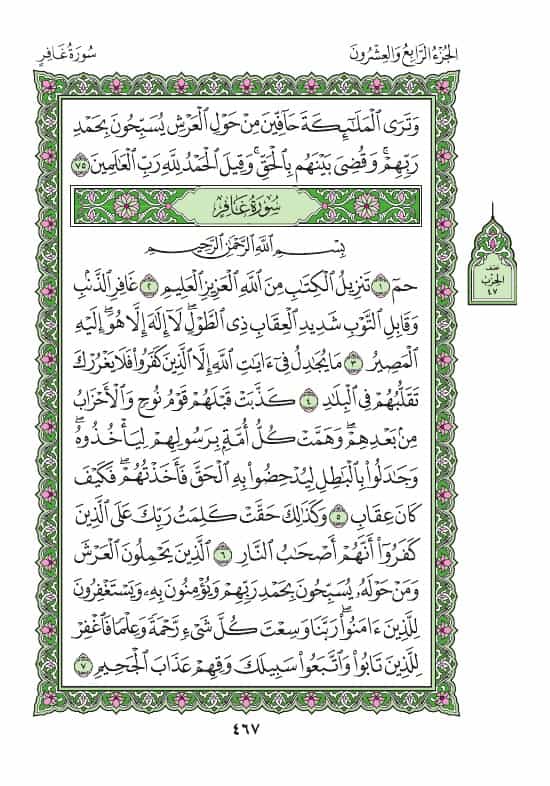 الجُزْءُ الرَّابِعُ وَالعِشْرُونَ
سُورَةُ غَافِرٍ
وَتَرَى ٱلْمَلَٰٓئِكَةَ حَآفِّينَ مِنْ حَوْلِ ٱلْعَرْشِ يُسَبِّحُونَ بِحَمْدِ
رَبِّهِمْ ۖ وَقُضِىَ بَيْنَهُم بِٱلْحَقِّ ۚ وَقِيلَ ٱلْحَمْدُ لِلَّهِ رَبِّ ٱلْعَٰلَمِينَ ٧٥
سُورَةُ غَافِرٍ
بِسْمِ ٱللَّهِ ٱلرَّحْمَٰنِ ٱلرَّحِيمِ
حمٓ ١ تَنزِيلُ ٱلْكِتَٰبِ مِنَ ٱللَّهِ ٱلْعَزِيزِ ٱلْعَلِيمِ ٢ غَافِرِ ٱلذَّنۢبِ
وَقَابِلِ ٱلتَّوْبِ شَدِيدِ ٱلْعِقَابِ ذِى ٱلطَّوْلِ ۖ لَآ إِلَٰهَ إِلَّا هُوَ ۖ إِلَيْهِ
ٱلْمَصِيرُ ٣ مَا يُجَٰدِلُ فِىٓ ءَايَٰتِ ٱللَّهِ إِلَّا ٱلَّذِينَ كَفَرُوا۟ فَلَا يَغْرُرْكَ
تَقَلُّبُهُمْ فِى ٱلْبِلَٰدِ ٤ كَذَّبَتْ قَبْلَهُمْ قَوْمُ نُوحٍ وَٱلْأَحْزَابُ
مِنۢ بَعْدِهِمْ ۖ وَهَمَّتْ كُلُّ أُمَّةٍۭ بِرَسُولِهِمْ لِيَأْخُذُوهُ ۖ
وَجَٰدَلُوا۟ بِٱلْبَٰطِلِ لِيُدْحِضُوا۟ بِهِ ٱلْحَقَّ فَأَخَذْتُهُمْ ۖ فَكَيْفَ
كَانَ عِقَابِ ٥ وَكَذَٰلِكَ حَقَّتْ كَلِمَتُ رَبِّكَ عَلَى ٱلَّذِينَ
كَفَرُوٓا۟ أَنَّهُمْ أَصْحَٰبُ ٱلنَّارِ ٦ ٱلَّذِينَ يَحْمِلُونَ ٱلْعَرْشَ
وَمَنْ حَوْلَهُۥ يُسَبِّحُونَ بِحَمْدِ رَبِّهِمْ وَيُؤْمِنُونَ بِهِۦ وَيَسْتَغْفِرُونَ
لِلَّذِينَ ءَامَنُوا۟ ۖ رَبَّنَا وَسِعْتَ كُلَّ شَىْءٍ رَّحْمَةً وَعِلْمًا فَٱغْفِرْ
لِلَّذِينَ تَابُوا۟ وَٱتَّبَعُوا۟ سَبِيلَكَ وَقِهِمْ عَذَابَ ٱلْجَحِيمِ ٧
نصف
الحزب
٤٧
٤٦٧